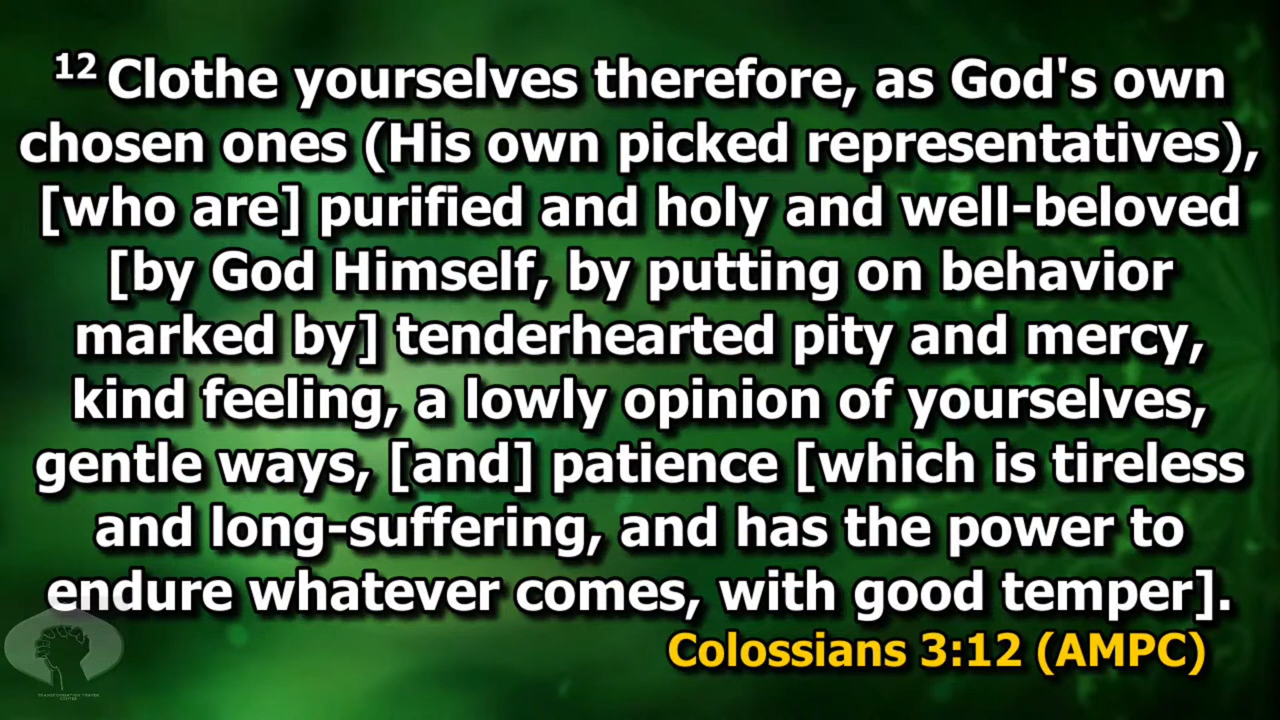 12 Clothe yourselves therefore, as God's own
chosen ones (His own picked representatives),
[who are] purified and holy and well-beloved
[by God Himself, by putting on behavior
marked by] tenderhearted pity and mercy,
kind feeling, a lowly opinion of yourselves,
gentle ways, [and] patience [which is tireless
and long-suffering, and has the power to
endure whatever comes, with good temper].
Colossians 3:12 (AMPC)
TRANSFORMATION PRAYER
CENTER